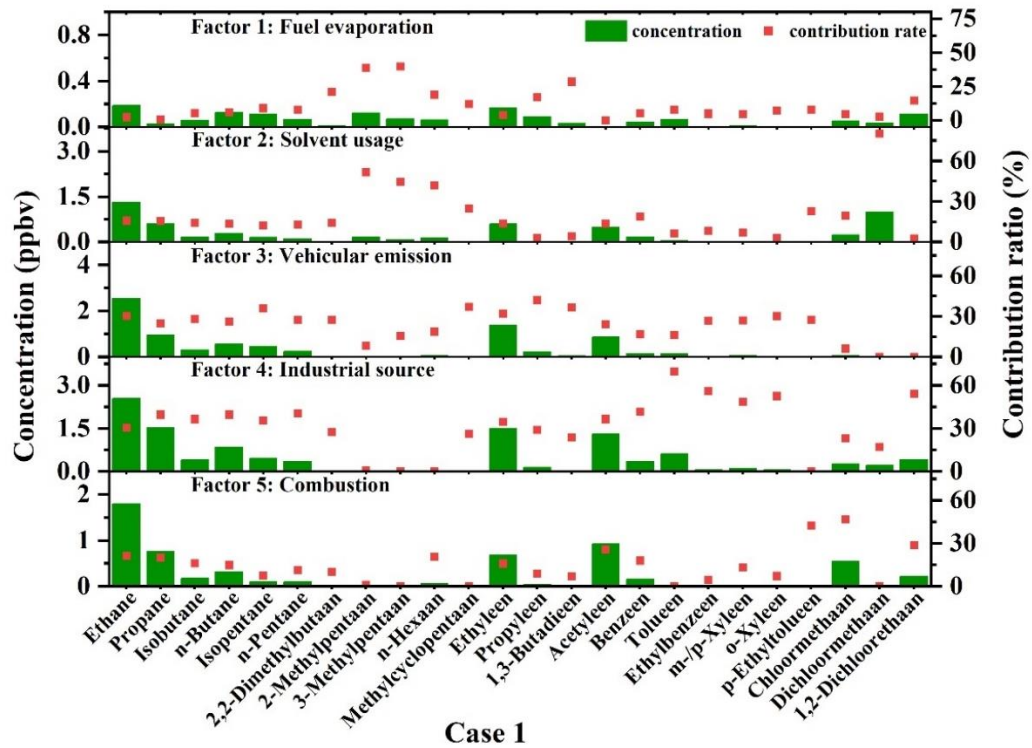 Factor 1: Fuel evaporation
concentration
contribution rate
0.8
0.4
0.0
75
50
25
0
Factor 2: Solvent usage
3.0
1.5
0.0
60
30
0
Factor 3: Vehicular emission
4
2
0
60
30
0
Factor 4: Industrial source
3.0
1.5
0.0
60
30
0
Factor 5: Combustion
2
1
0
60
30
0
Concentration (ppbv)
Contribution ratio (%)
Ethane
Propane
Isobutane
n-Butane
Isopentane
n-Pentane
2,2-Dimethylbutaan
2-Methylpentaan
3-Methylpentaan
n-Hexaan
Methylcyclopentaan
Ethyleen
Propyleen
1,3-Butadieen
Acetyleen
Benzeen
Tolueen
Ethylbenzeen
m-/p-Xyleen
o-Xyleen
p-Ethyltolueen
Chloormethaan
Dichloormethaan
1,2-Dichloorethaan
Case 1